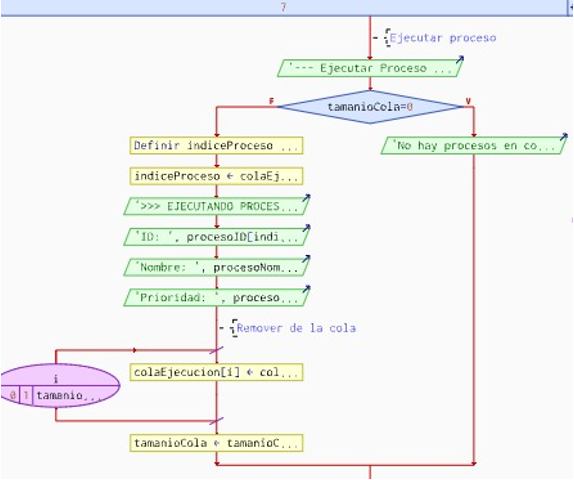 7
Ejecutar proceso
'--- Ejecutar Proceso ...
tamanioCola=0
F
V
Definir indiceProceso ...
'No hay procesos en co...
indiceProceso ← colaEj...
'>>> EJECUTANDO PROCES...
'ID: ', procesoID[indi...
'Nombre: ', procesoNom...
'Prioridad: ', proceso...
Remover de la cola
i
0 1 tamanio...
colaEjecucion[i] ← col...
tamanioCola ← tamanioC...